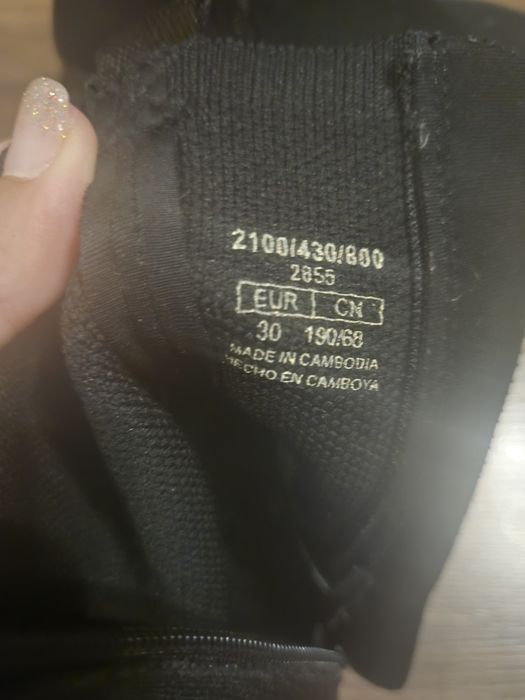 2100/430/800
2855
EUR CN
30 190/68
MADE IN CAMBODIA
HECHO EN CAMBOYA